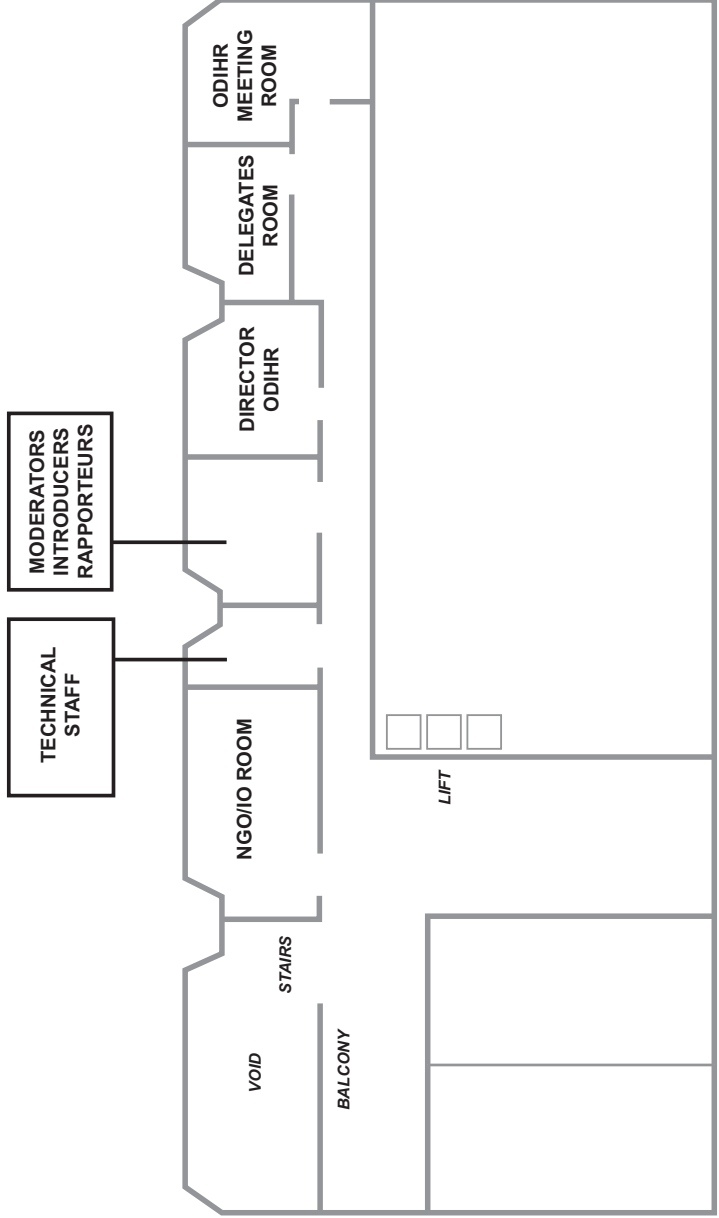 TECHNICAL
STAFF
MODERATORS
INTRODUCERS
RAPPORTEURS
VOID
STAIRS
BALCONY
NGO/IO ROOM
DIRECTOR
ODIHR
DELEGATES
ROOM
ODIHR
MEETING
ROOM
LIFT